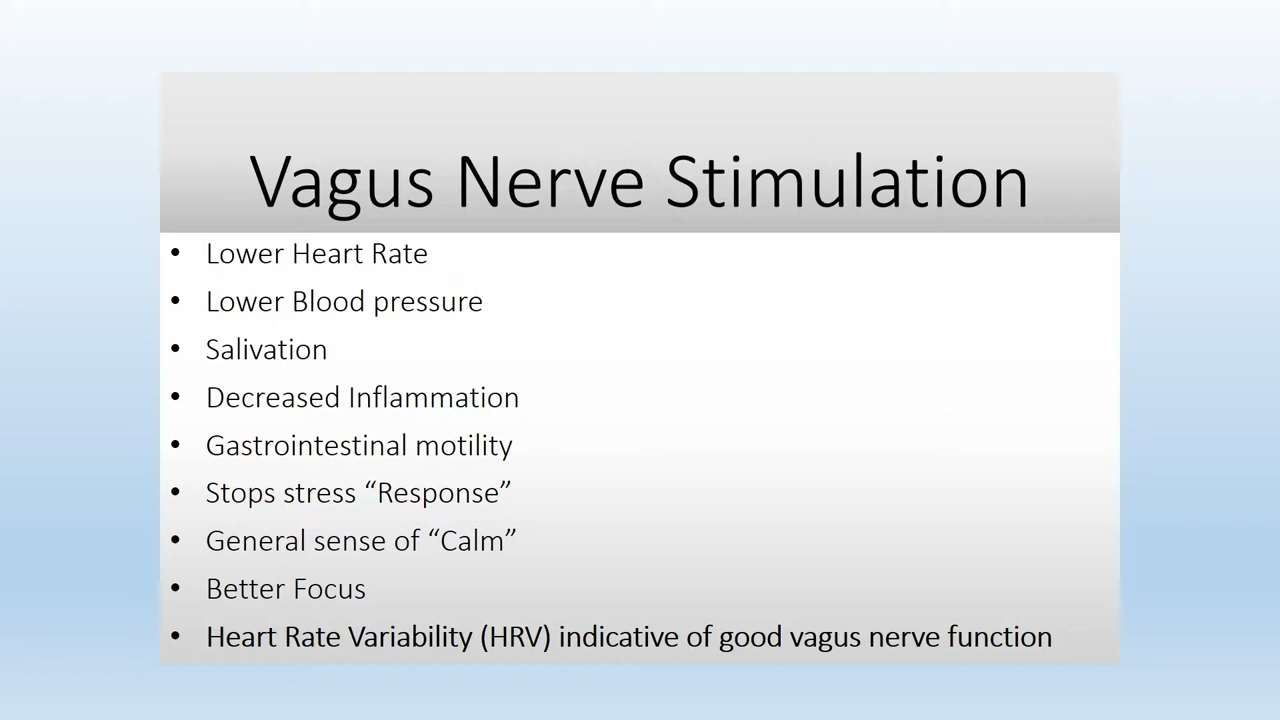 Vagus Nerve Stimulation
• Lower Heart Rate
• Lower Blood pressure
• Salivation
• Decreased Inflammation
• Gastrointestinal motility
• Stops stress “Response”
• General sense of “Calm”
• Better Focus
• Heart Rate Variability (HRV) indicative of good vagus nerve function